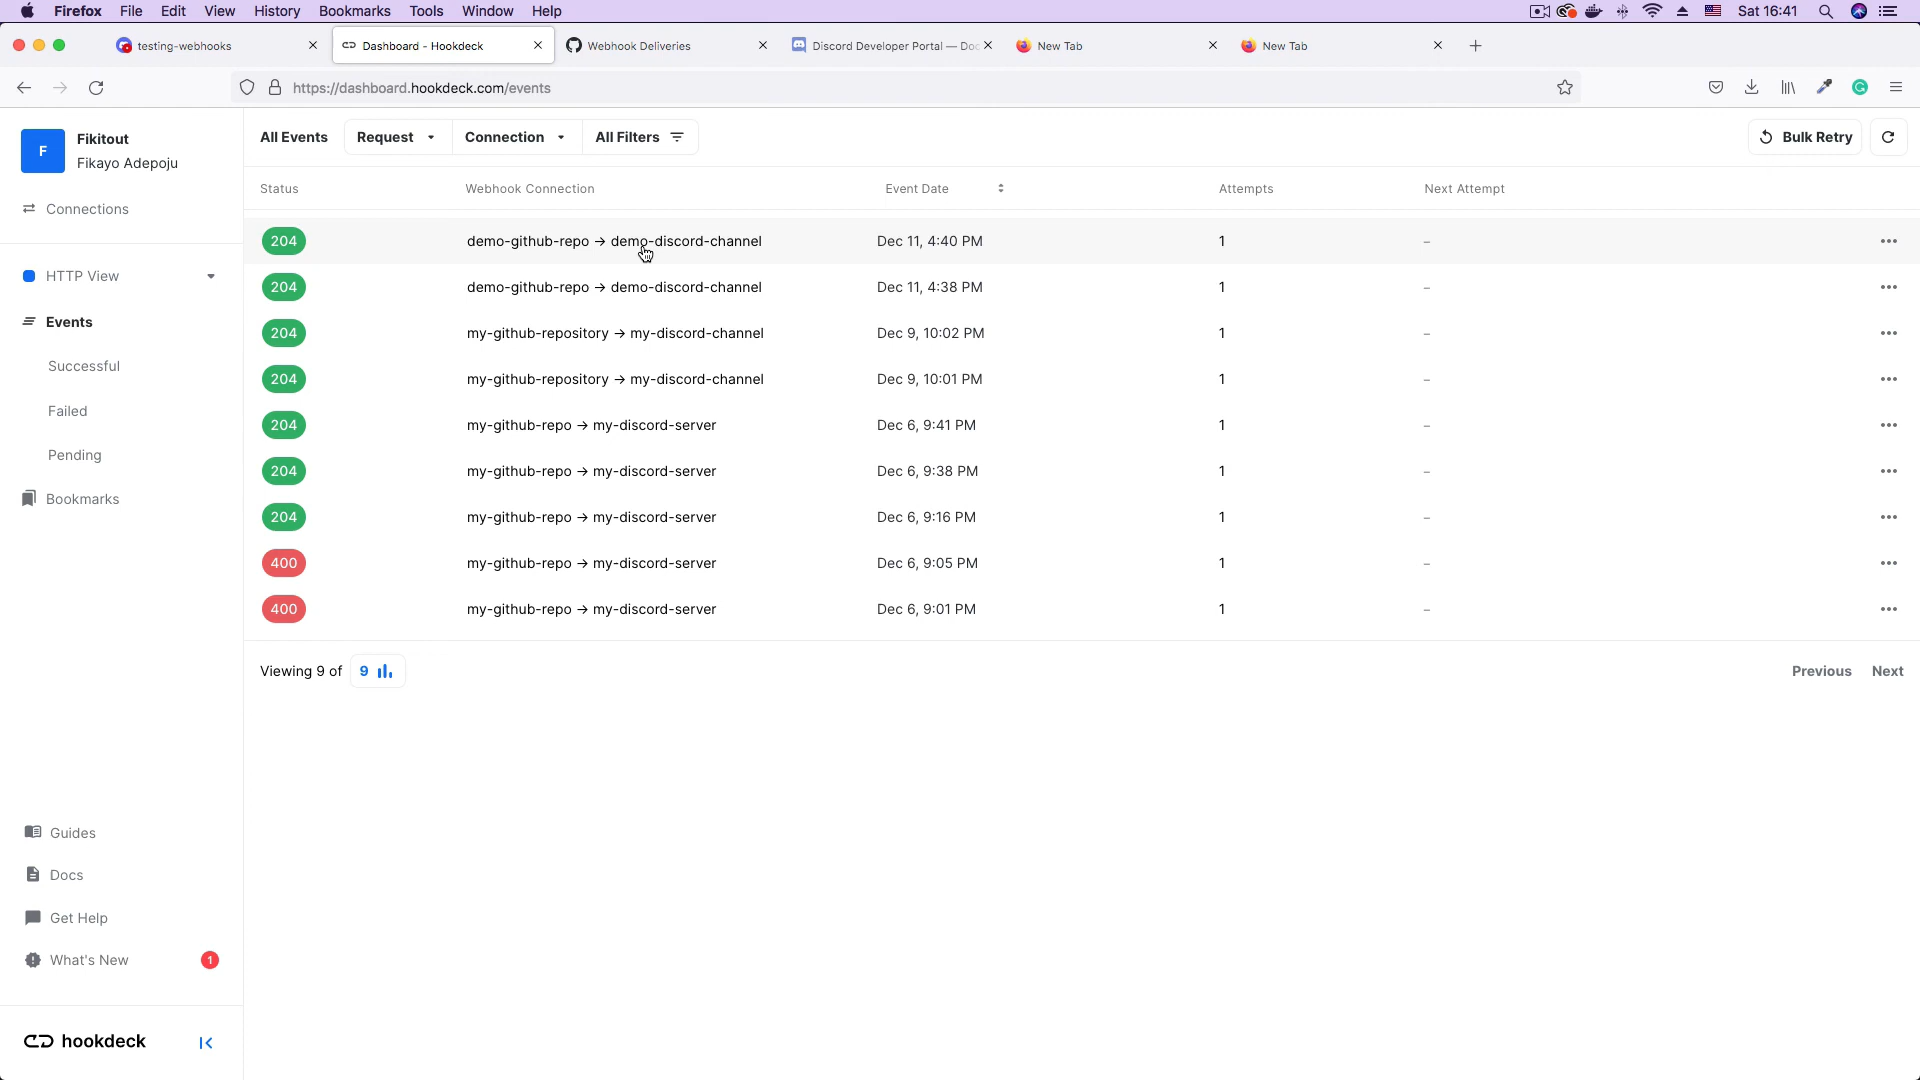 Firefox File Edit View History Bookmarks Tools Window Help Sat 16:41
testing-webhooks Dashboard - Hookdeck Webhook Deliveries Discord Developer Portal — Doc New Tab New Tab
https://dashboard.hookdeck.com/events
F
Fikitout
Fikayo Adepoju
Connections
HTTP View
Events
Successful
Failed
Pending
Bookmarks
Guides
Docs
Get Help
What's New 1
hookdeck
All Events Request Connection All Filters Bulk Retry
Status Webhook Connection Event Date Attempts Next Attempt
204 demo-github-repo → demo-discord-channel Dec 11, 4:40 PM 1 –
204 demo-github-repo → demo-discord-channel Dec 11, 4:38 PM 1 –
204 my-github-repository → my-discord-channel Dec 9, 10:02 PM 1 –
204 my-github-repository → my-discord-channel Dec 9, 10:01 PM 1 –
204 my-github-repo → my-discord-server Dec 6, 9:41 PM 1 –
204 my-github-repo → my-discord-server Dec 6, 9:38 PM 1 –
204 my-github-repo → my-discord-server Dec 6, 9:16 PM 1 –
400 my-github-repo → my-discord-server Dec 6, 9:05 PM 1 –
400 my-github-repo → my-discord-server Dec 6, 9:01 PM 1 –
Viewing 9 of 9 Previous Next